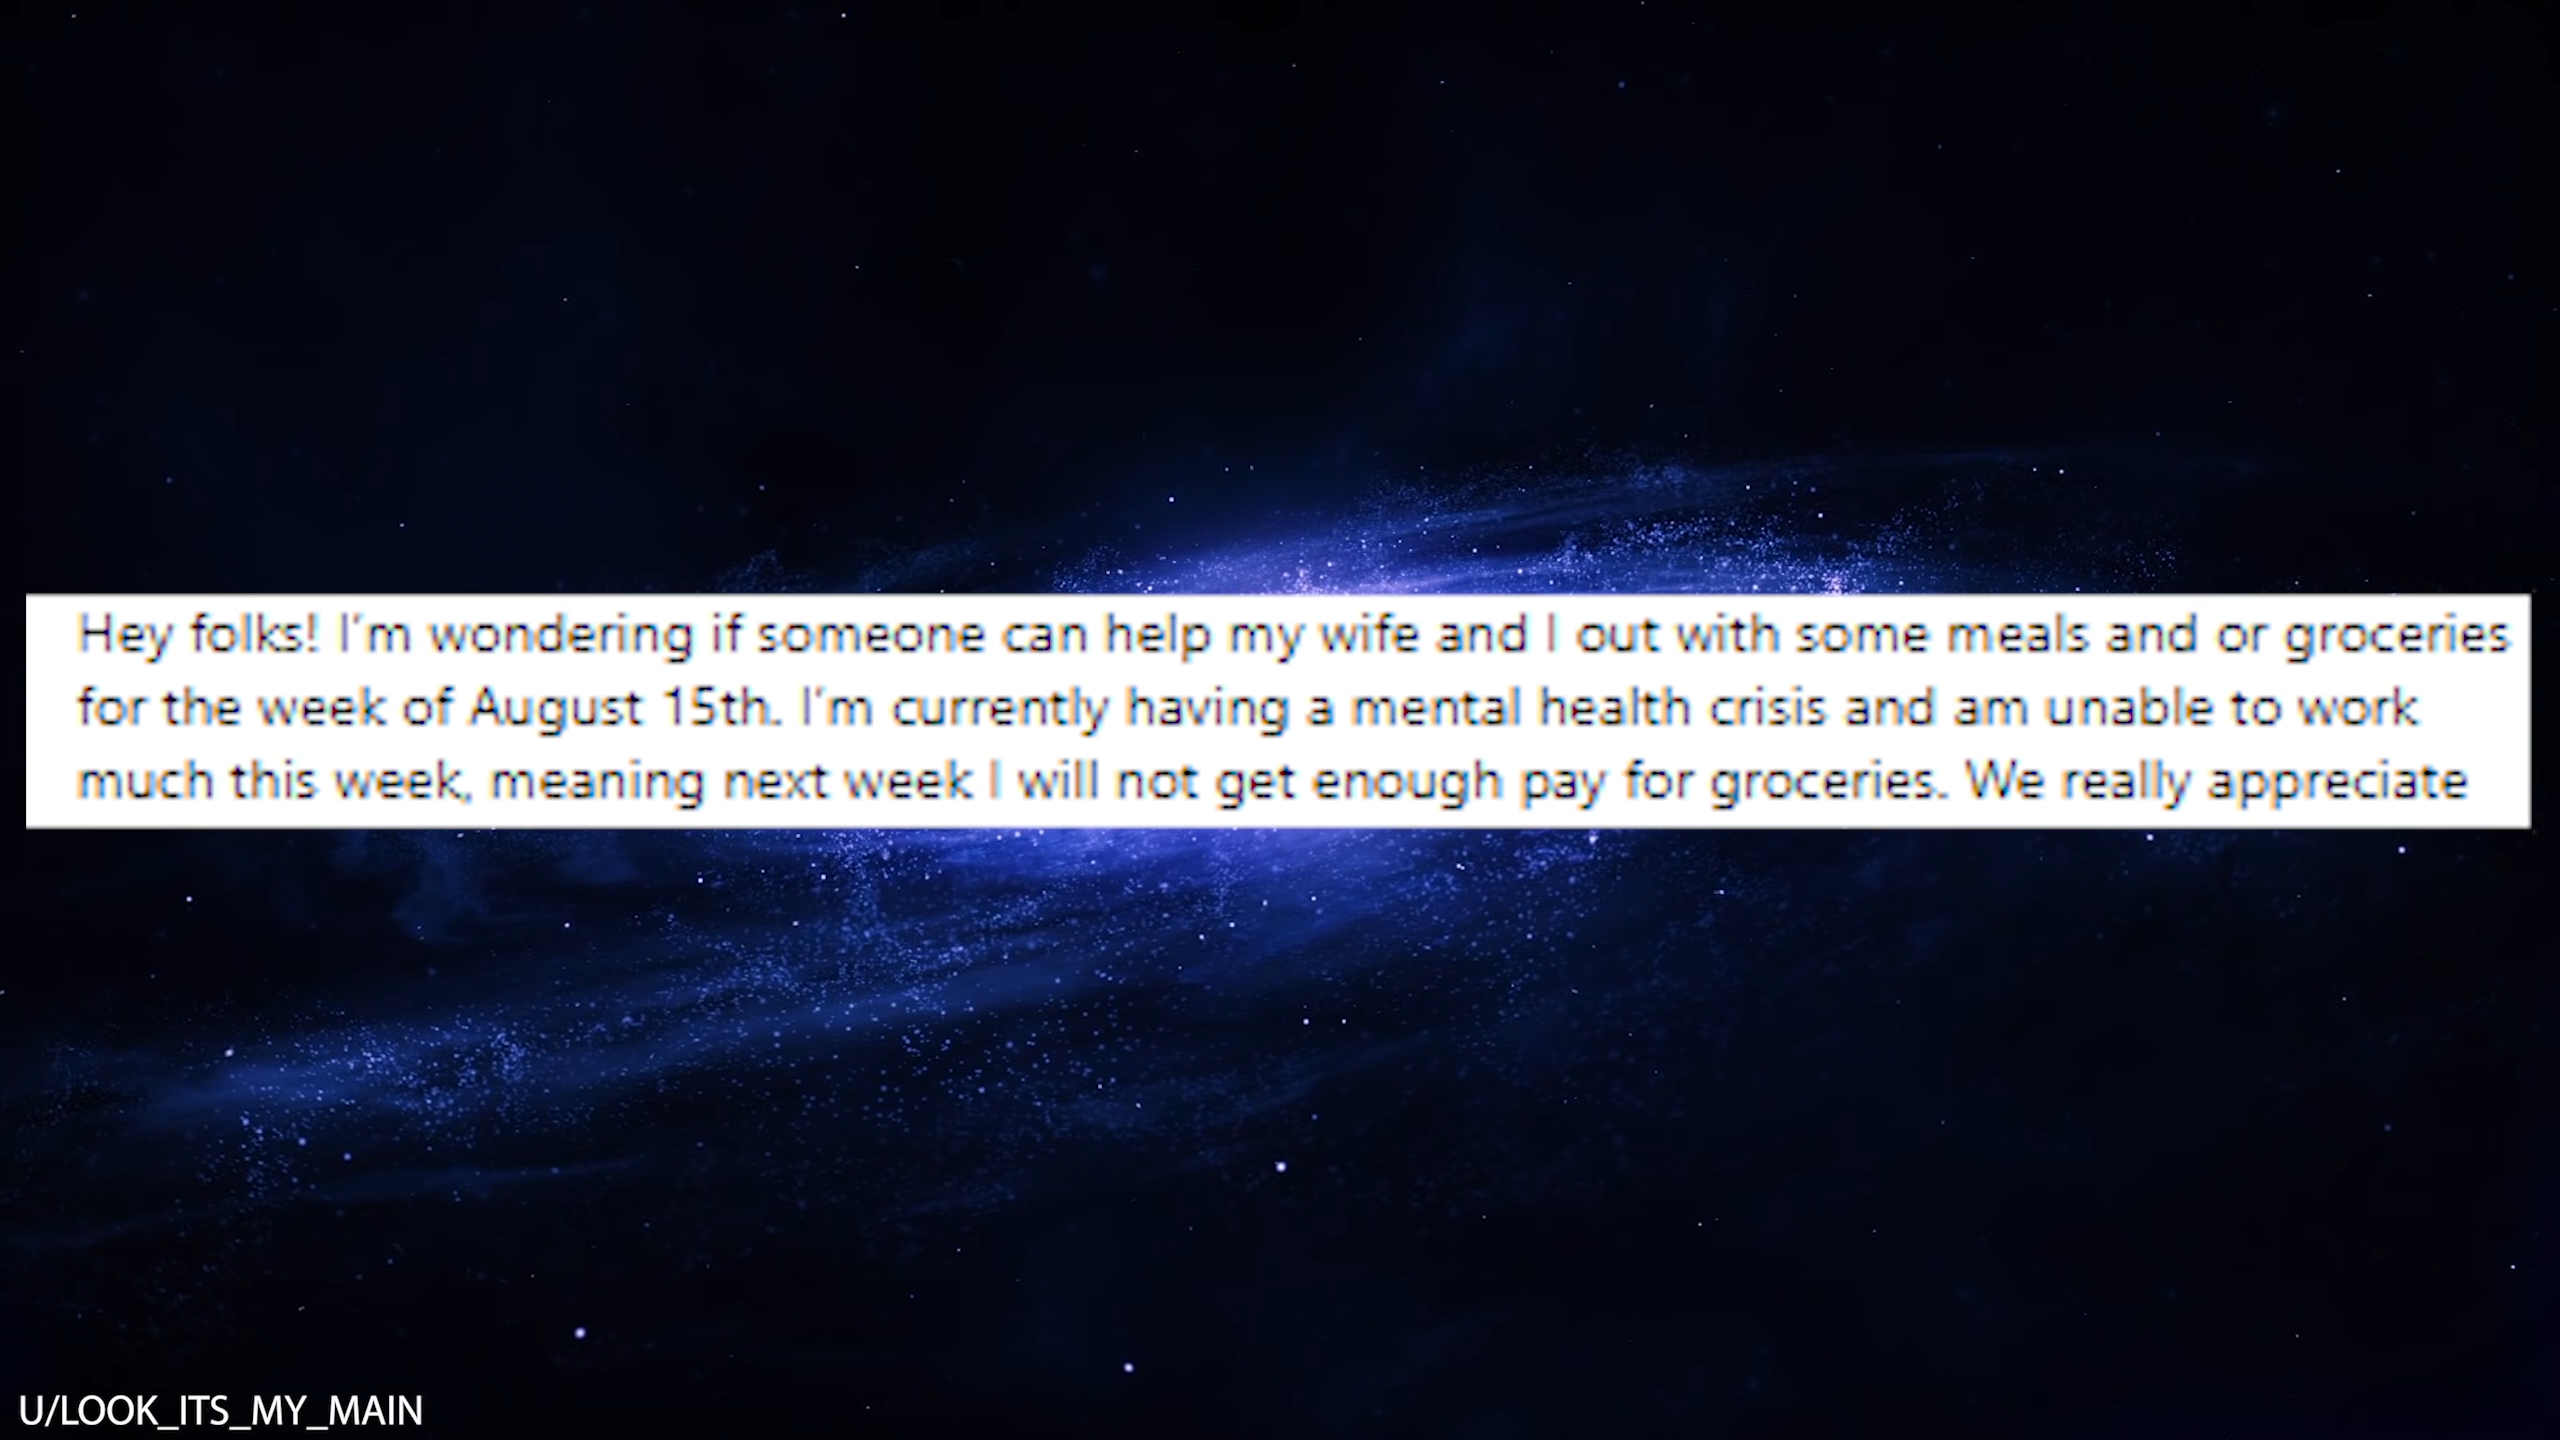 Hey folks! I'm wondering if someone can help my wife and I out with some meals and or groceries
for the week of August 15th. I'm currently having a mental health crisis and am unable to work
much this week, meaning next week I will not get enough pay for groceries. We really appreciate
U/LOOK_ITS_MY_MAIN